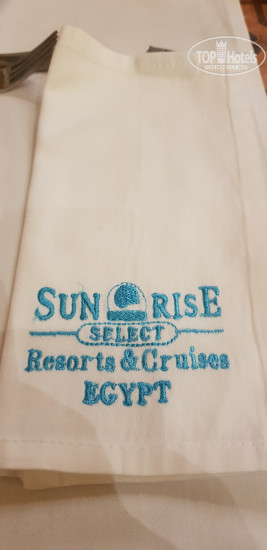 TOP Hotels
SUN RISE
SELECT
Resorts & Cruises
EGYPT